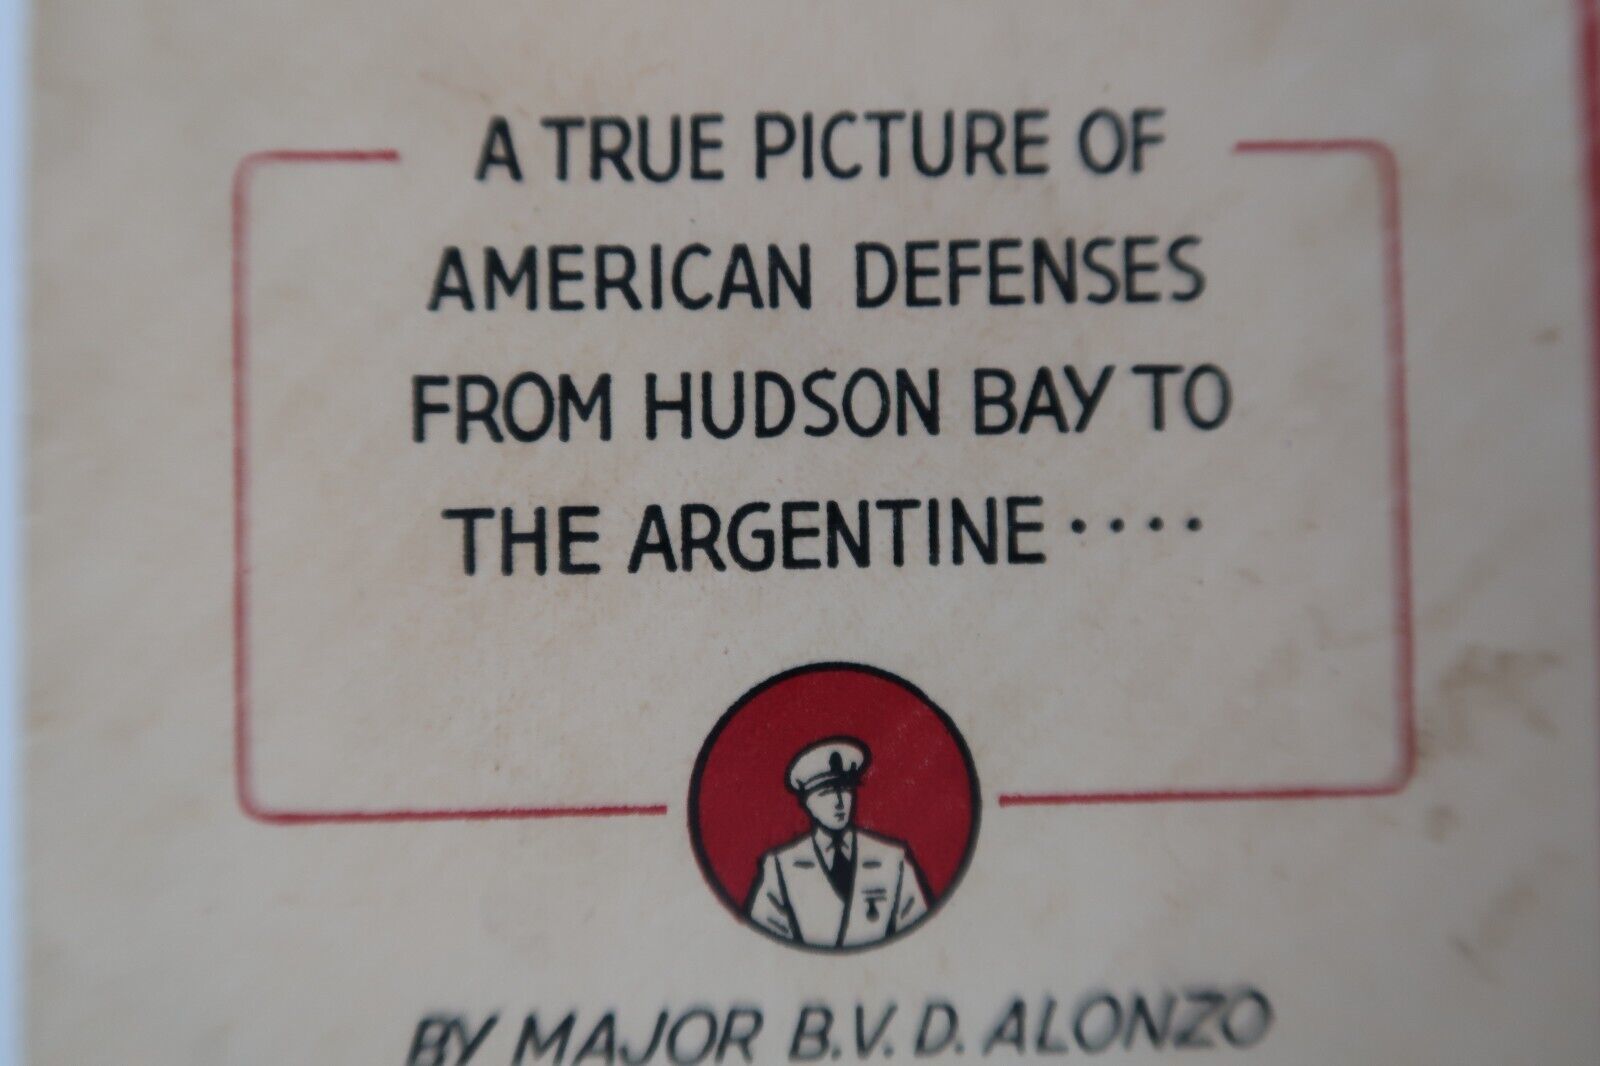 A TRUE PICTURE OF
AMERICAN DEFENSES
FROM HUDSON BAY TO
THE ARGENTINE ····
BY MAJOR B.V.D. ALONZO